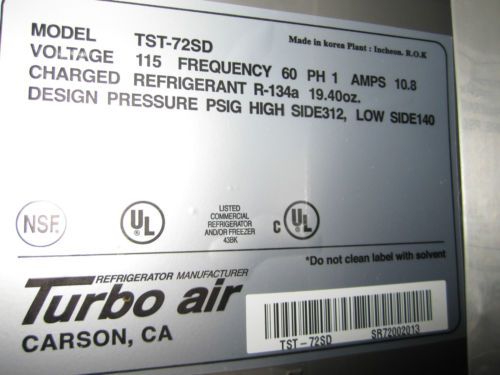 MODEL TST-72SD Made in korea Plant : Incheon. R.O.K
VOLTAGE 115 FREQUENCY 60 PH 1 AMPS 10.8
CHARGED REFRIGERANT R-134a 19.40oz.
DESIGN PRESSURE PSIG HIGH SIDE312, LOW SIDE140
NSF.
UL
LISTED
COMMERCIAL
REFRIGERATOR
AND/OR FREEZER
43BK
C UL
*Do not clean label with solvent
REFRIGERATOR MANUFACTURER
Turbo air
CARSON, CA
TST-72SD SR72002013